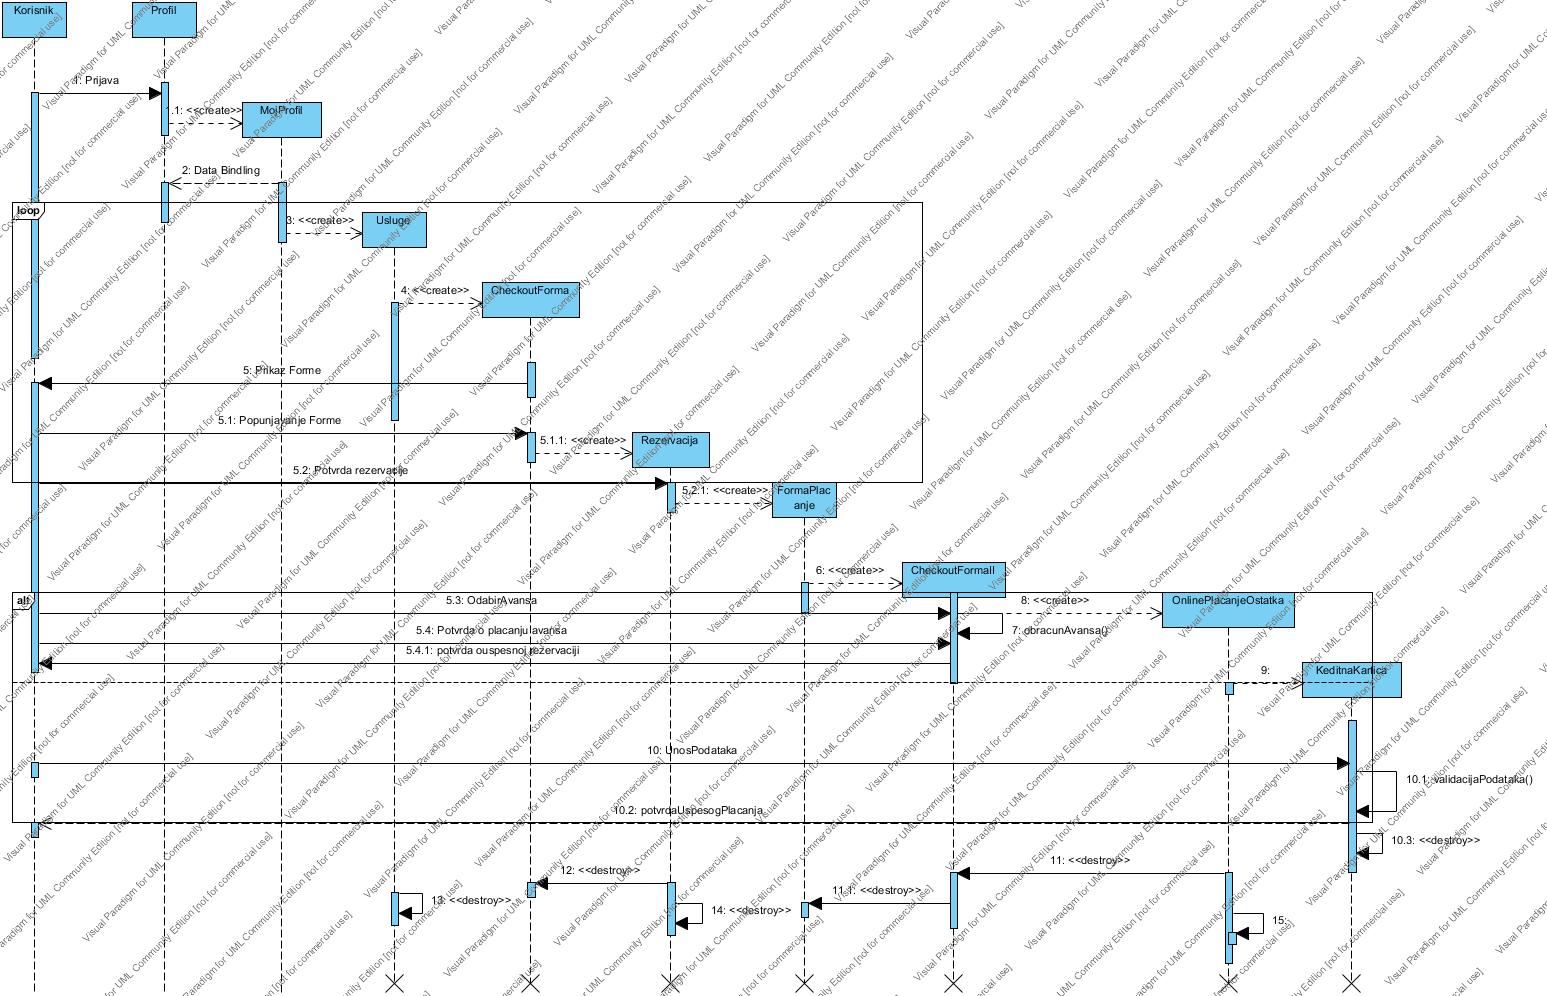 Korisnik
Profil
1: Prijava
1.1: <<create>>
MojProfil
2: Data Binding
loop
3: <<create>>
Usluge
4: <<create>>
CheckoutForma
5: Prikaz Forme
5.1: Popunjavanje Forme
5.1.1: <<create>>
Rezervacija
5.2: Potvrda rezervacije
5.2.1: <<create>>
FormaPlac
anje
6: <<create>>
CheckoutFormaII
alt
5.3: OdabirAvansa
8: <<create>>
OnlinePlacanjeOstatka
5.4: Potvrda o placanju avansa
7: obracunAvansa()
5.4.1: potvrda ouspesnoj rezervaciji
9:
KeditnaKartica
10: UnosPodataka
10.1: validacijaPodataka()
10.2: potvrdaUspesogPlacanja
10.3: <<destroy>>
11: <<destroy>>
12: <<destroy>>
11.1: <<destroy>>
13: <<destroy>>
14: <<destroy>>
15:
Visual Paradigm for UML Community Edition [not for commercial use]